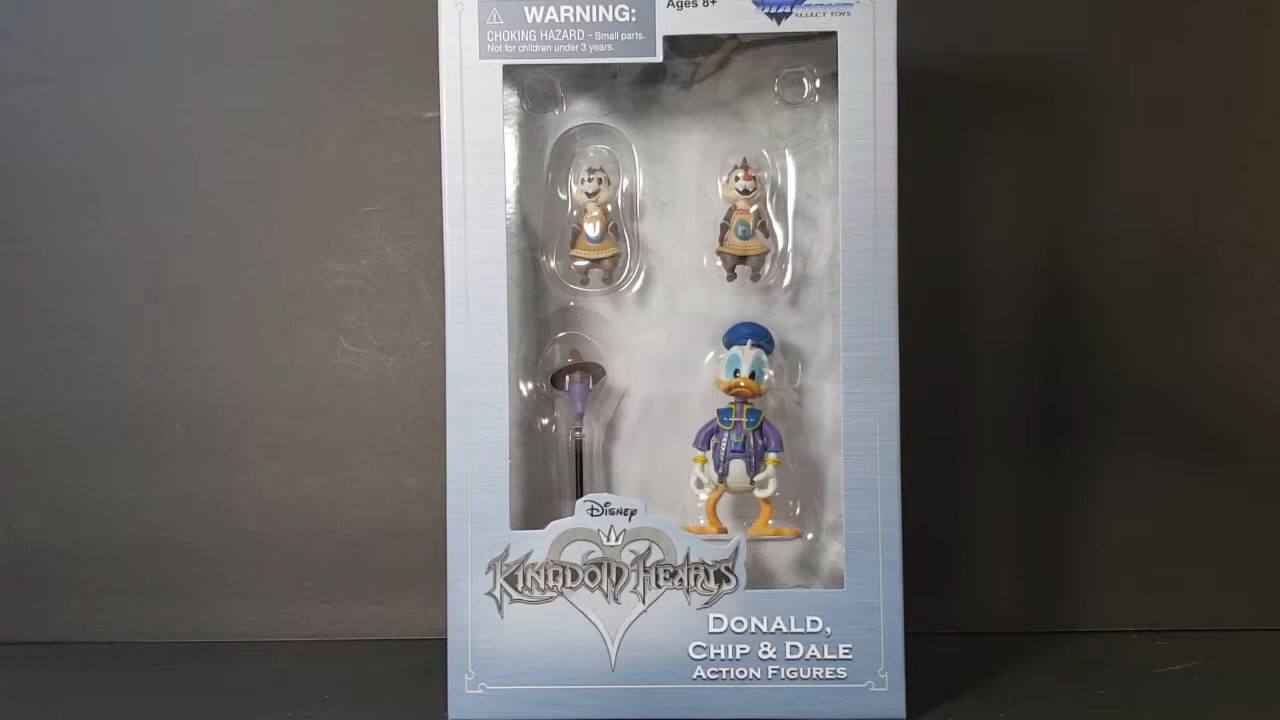 WARNING:
CHOKING HAZARD - Small parts.
Not for children under 3 years.
Ages 8+
DIAMOND
SELECT TOYS
Disney
KINGDOM HEARTS
DONALD,
CHIP & DALE
ACTION FIGURES